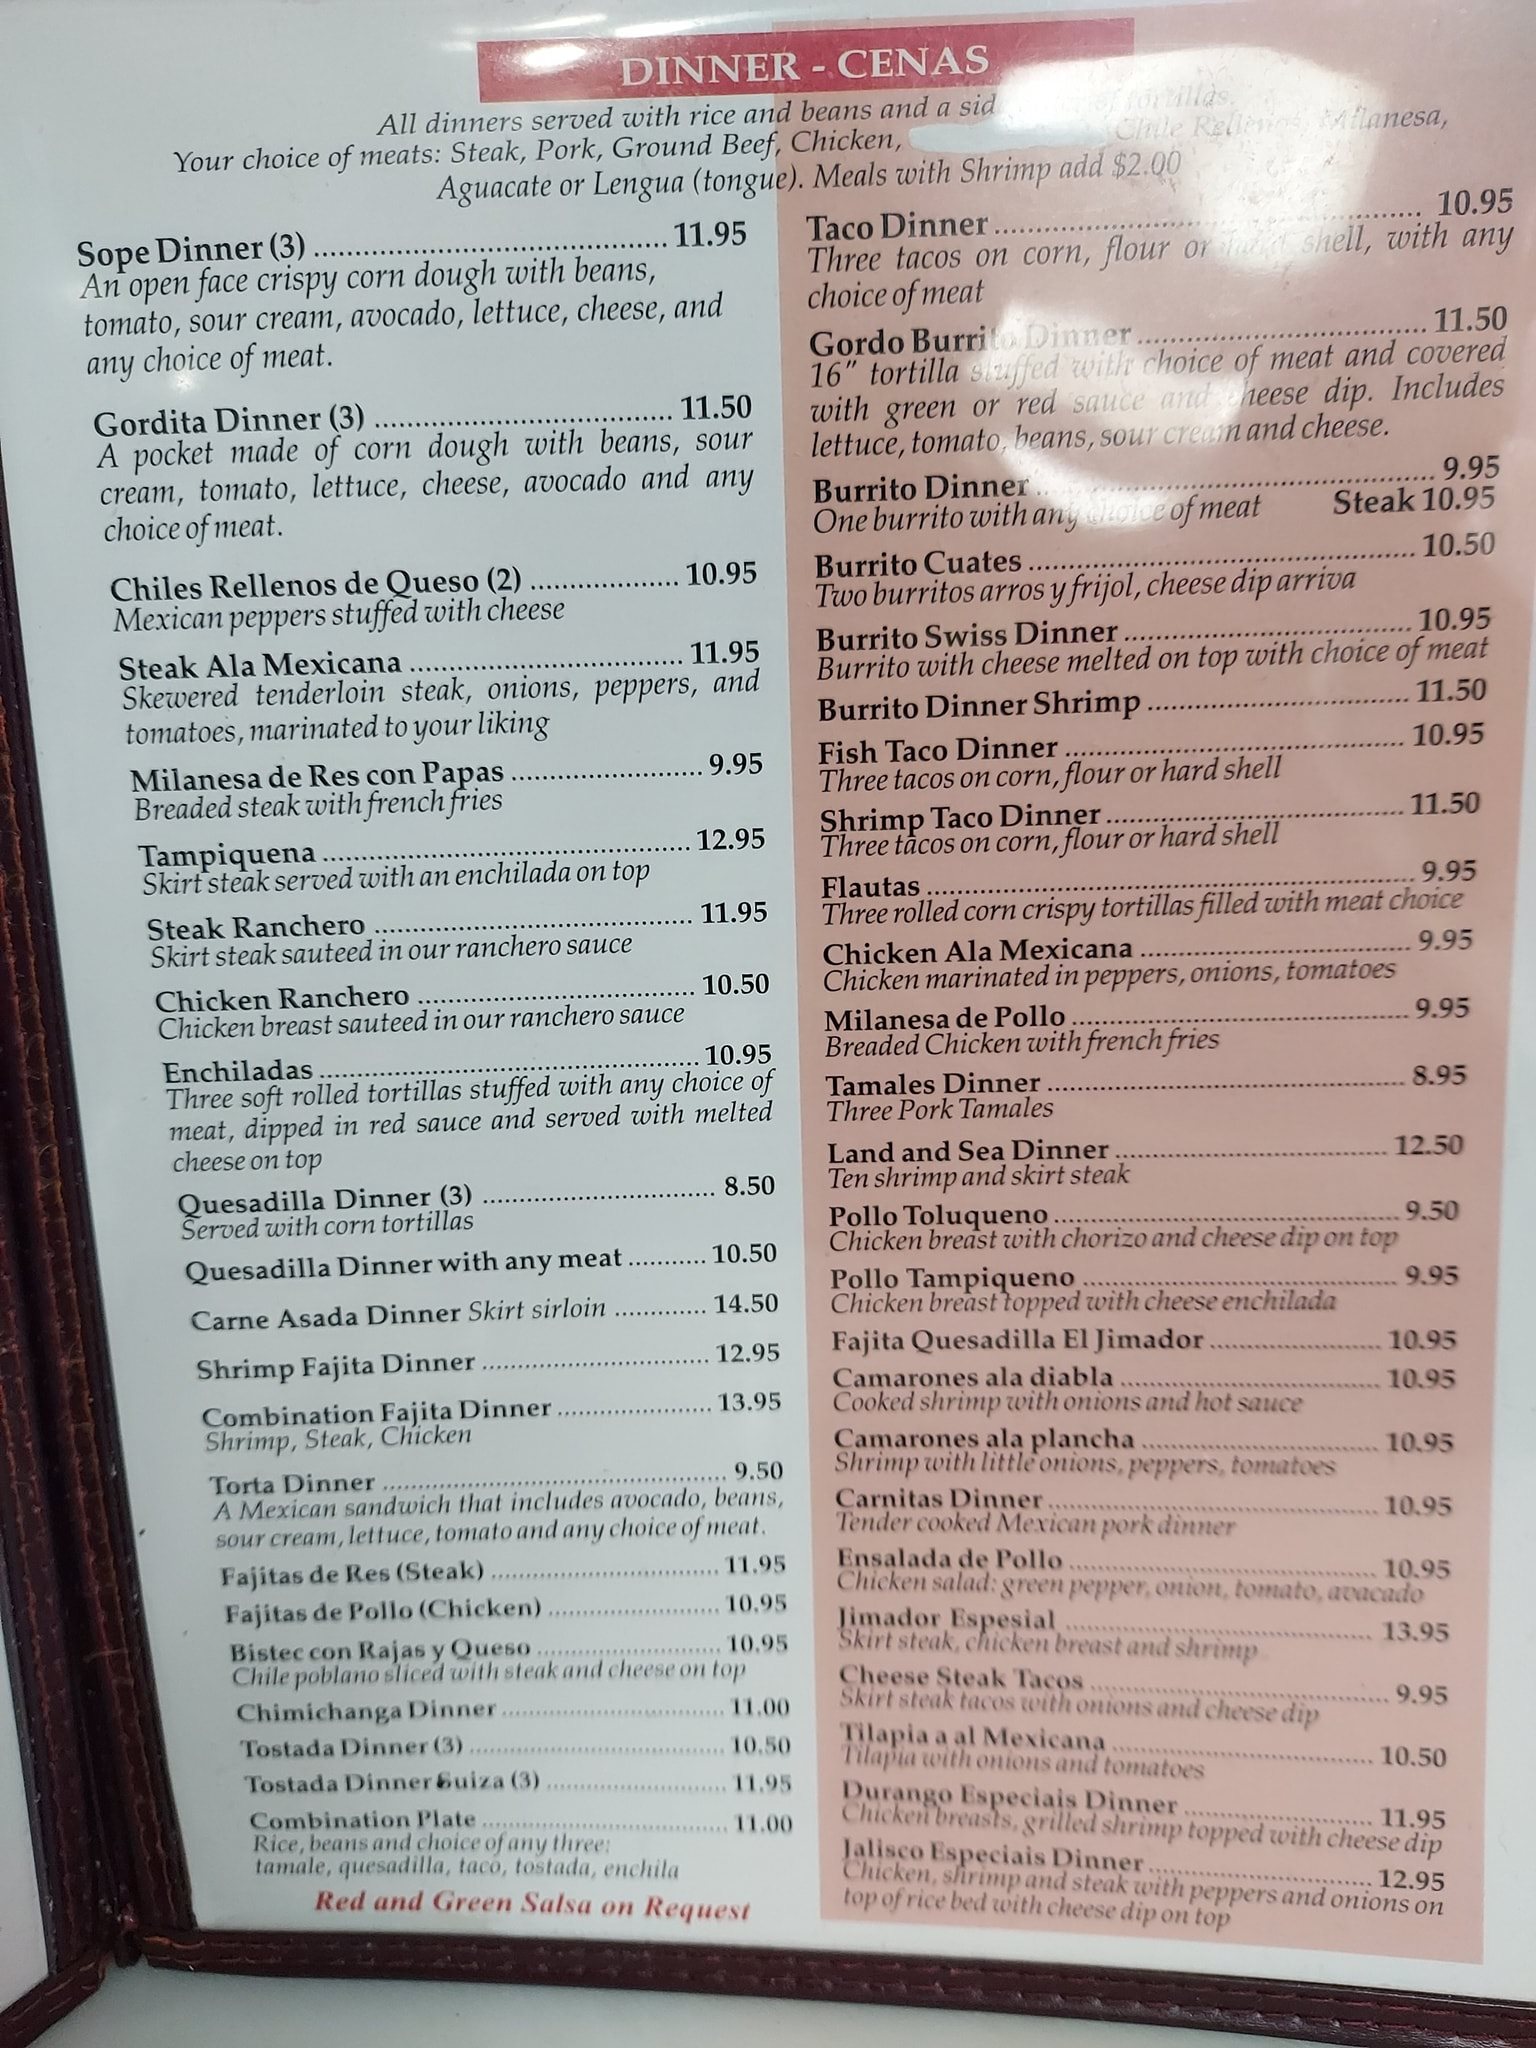 DINNER - CENAS
All dinners served with rice and beans and a of tortillas.
Your choice of meats: Steak, Pork, Ground Beef, Chicken, Chile Rellenos, Milanesa,
Aguacate or Lengua (tongue). Meals with Shrimp add $2.00
Sope Dinner (3) 11.95
An open face crispy corn dough with beans,
tomato, sour cream, avocado, lettuce, cheese, and
any choice of meat.
Gordita Dinner (3) 11.50
A pocket made of corn dough with beans, sour
cream, tomato, lettuce, cheese, avocado and any
choice of meat.
Chiles Rellenos de Queso (2) 10.95
Mexican peppers stuffed with cheese
Steak Ala Mexicana 11.95
Skewered tenderloin steak, onions, peppers, and
tomatoes, marinated to your liking
Milanesa de Res con Papas 9.95
Breaded steak with french fries
Tampiquena 12.95
Skirt steak served with an enchilada on top
Steak Ranchero 11.95
Skirt steak sauteed in our ranchero sauce
Chicken Ranchero 10.50
Chicken breast sauteed in our ranchero sauce
Enchiladas 10.95
Three soft rolled tortillas stuffed with any choice of
meat, dipped in red sauce and served with melted
cheese on top
Quesadilla Dinner (3) 8.50
Served with corn tortillas
Quesadilla Dinner with any meat 10.50
Carne Asada Dinner Skirt sirloin 14.50
Shrimp Fajita Dinner 12.95
Combination Fajita Dinner 13.95
Shrimp, Steak, Chicken
Torta Dinner 9.50
A Mexican sandwich that includes avocado, beans,
sour cream, lettuce, tomato and any choice of meat.
Fajitas de Res (Steak) 11.95
Fajitas de Pollo (Chicken) 10.95
Bistec con Rajas y Queso 10.95
Chile poblano sliced with steak and cheese on top
Chimichanga Dinner 11.00
Tostada Dinner (3) 10.50
Tostada Dinner Suiza (3) 11.95
Combination Plate 11.00
Rice, beans and choice of any three:
tamale, quesadilla, taco, tostada, enchila
Red and Green Salsa on Request
Taco Dinner 10.95
Three tacos on corn, flour or hard shell, with any
choice of meat
Gordo Burrito Dinner 11.50
16" tortilla stuffed with choice of meat and covered
with green or red sauce and cheese dip. Includes
lettuce, tomato, beans, sour cream and cheese.
Burrito Dinner 9.95
One burrito with any choice of meat Steak 10.95
Burrito Cuates 10.50
Two burritos arros y frijol, cheese dip arriva
Burrito Swiss Dinner 10.95
Burrito with cheese melted on top with choice of meat
Burrito Dinner Shrimp 11.50
Fish Taco Dinner 10.95
Three tacos on corn, flour or hard shell
Shrimp Taco Dinner 11.50
Three tacos on corn, flour or hard shell
Flautas 9.95
Three rolled corn crispy tortillas filled with meat choice
Chicken Ala Mexicana 9.95
Chicken marinated in peppers, onions, tomatoes
Milanesa de Pollo 9.95
Breaded Chicken with french fries
Tamales Dinner 8.95
Three Pork Tamales
Land and Sea Dinner 12.50
Ten shrimp and skirt steak
Pollo Toluqueno 9.50
Chicken breast with chorizo and cheese dip on top
Pollo Tampiqueno 9.95
Chicken breast topped with cheese enchilada
Fajita Quesadilla El Jimador 10.95
Camarones ala diabla 10.95
Cooked shrimp with onions and hot sauce
Camarones ala plancha 10.95
Shrimp with little onions, peppers, tomatoes
Carnitas Dinner 10.95
Tender cooked Mexican pork dinner
Ensalada de Pollo 10.95
Chicken salad: green pepper, onion, tomato, avacado
Jimador Espesial 13.95
Skirt steak, chicken breast and shrimp
Cheese Steak Tacos 9.95
Skirt steak tacos with onions and cheese dip
Tilapia a al Mexicana 10.50
Tilapia with onions and tomatoes
Durango Especiais Dinner 11.95
Chicken breasts, grilled shrimp topped with cheese dip
Jalisco Especiais Dinner 12.95
Chicken, shrimp and steak with peppers and onions on
top of rice bed with cheese dip on top